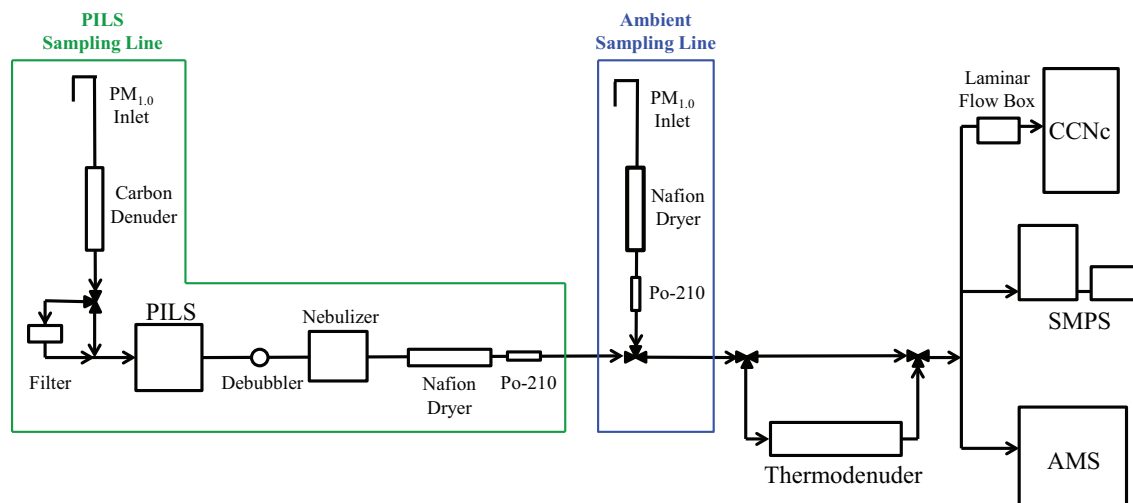 PILS
Sampling Line
PM1.0
Inlet
Carbon
Denuder
Filter
PILS
Debubbler
Nebulizer
Nafion
Dryer
Po-210
Ambient
Sampling Line
PM1.0
Inlet
Nafion
Dryer
Po-210
Thermodenuder
Laminar
Flow Box
CCNc
SMPS
AMS